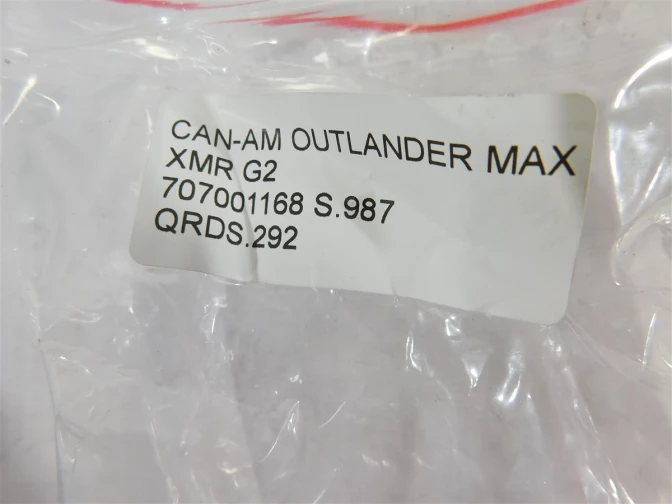 CAN-AM OUTLANDER MAX
XMR G2
707001168 S.987
QRDS.292